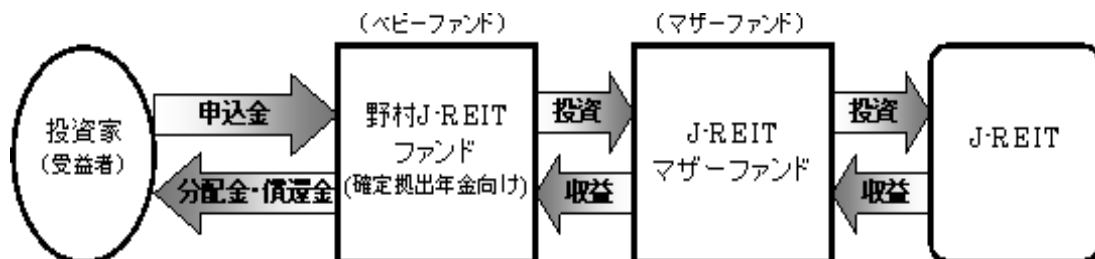 (ベビーファンド)
(マザーファンド)
投資家
(受益者)
申込金
分配金・償還金
野村J-REIT
ファンド
(確定拠出年金向け)
投資
収益
J-REIT
マザーファンド
投資
収益
J-REIT